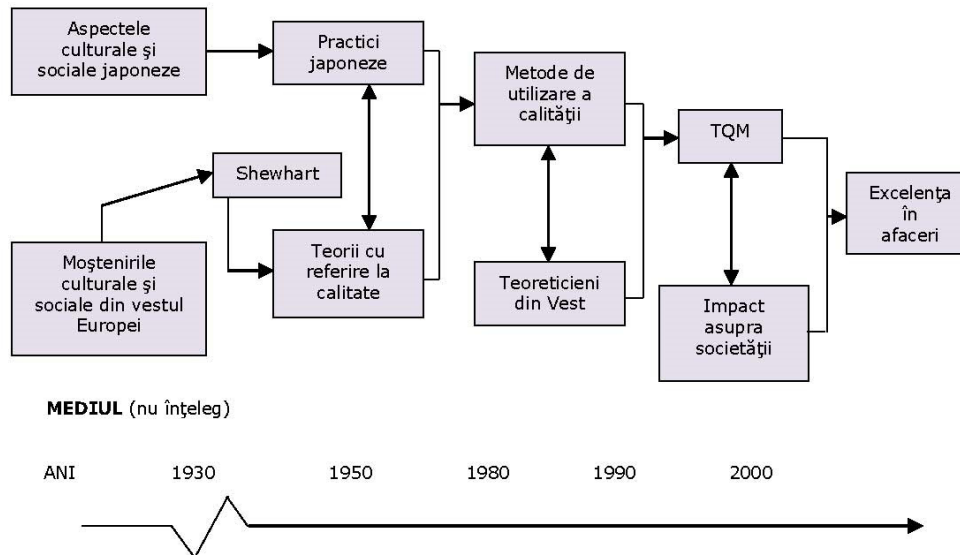 Aspectele
culturale şi
sociale japoneze
Practici
japoneze
Metode de
utilizare a
calităţii
TQM
Shewhart
Excelenţa
în
afaceri
Moştenirile
culturale şi
sociale din vestul
Europei
Teorii cu
referire la
calitate
Teoreticieni
din Vest
Impact
asupra
societăţii
MEDIUL (nu înţeleg)
ANI 1930 1950 1980 1990 2000